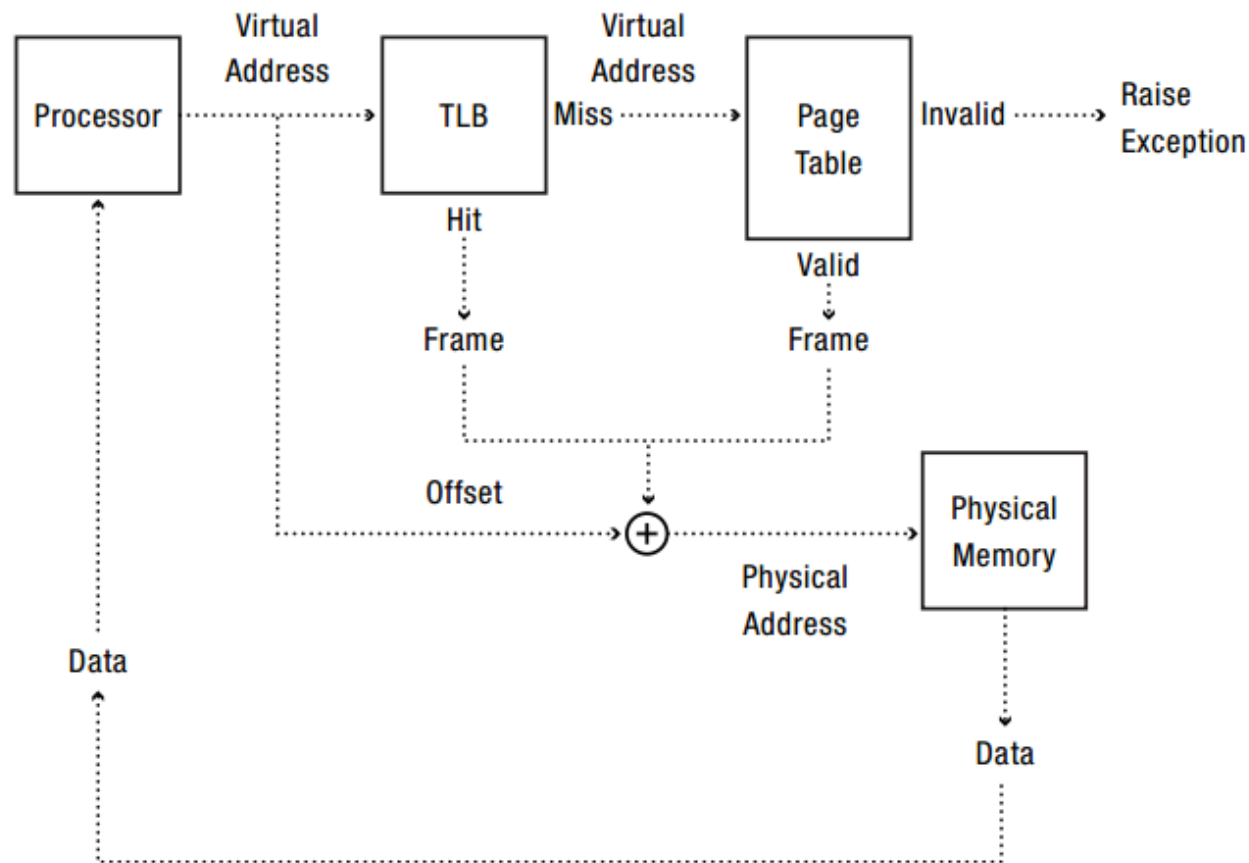 Virtual
Address
Virtual
Address
Processor
TLB
Miss
Page
Table
Invalid
Raise
Exception
Hit
Valid
Frame
Frame
Offset
Physical
Memory
Physical
Address
Data
Data